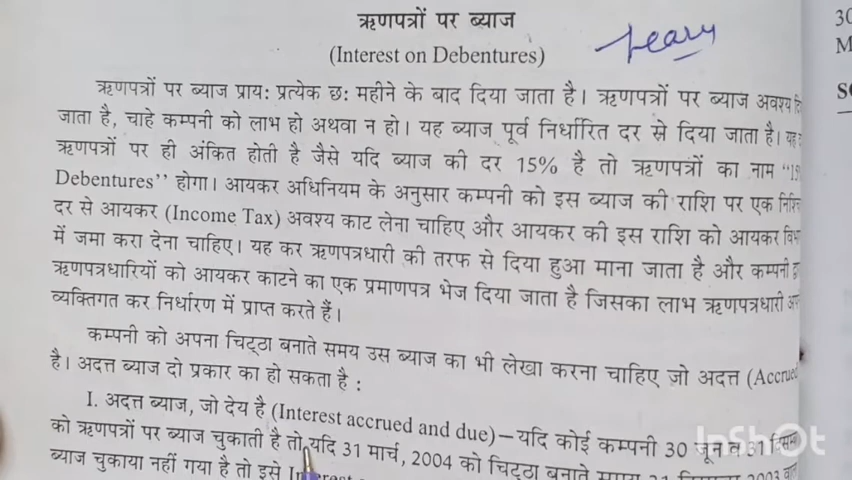 ऋणपत्रों पर ब्याज
(Interest on Debentures)
ऋणपत्रों पर ब्याज प्राय: प्रत्येक छ: महीने के बाद दिया जाता है। ऋणपत्रों पर ब्याज अवश्य
जाता है, चाहे कम्पनी को लाभ हो अथवा न हो। यह ब्याज पूर्व निर्धारित दर से दिया जाता है।
ऋणपत्रों पर ही अंकित होती है जैसे यदि ब्याज की दर 15% है तो ऋणपत्रों का नाम
Debentures" होगा। आयकर अधिनियम के अनुसार कम्पनी को इस ब्याज की राशि पर एक
दर से आयकर (Income Tax) अवश्य काट लेना चाहिए और आयकर की इस राशि को आयकर
में जमा करा देना चाहिए। यह कर ऋणपत्रधारी की तरफ से दिया हुआ माना जाता है और कम्पनी
ऋणपत्रधारियों को आयकर काटने का एक प्रमाणपत्र भेज दिया जाता है जिसका लाभ ऋणपत्रधारी
व्यक्तिगत कर निर्धारण में प्राप्त करते हैं।
कम्पनी को अपना चिट्ठा बनाते समय उस ब्याज का भी लेखा करना चाहिए जो अदत्त (Accrued
है। अदत्त ब्याज दो प्रकार का हो सकता है :
I. अदत्त ब्याज, जो देय है (Interest accrued and due)– यदि कोई कम्पनी 30 जून व 31
को ऋणपत्रों पर ब्याज चुकाती है तो यदि 31 मार्च, 2004 को चिट्ठा बनाते समय 31
ब्याज चुकाया नहीं गया है तो इसे
30
M
InShot